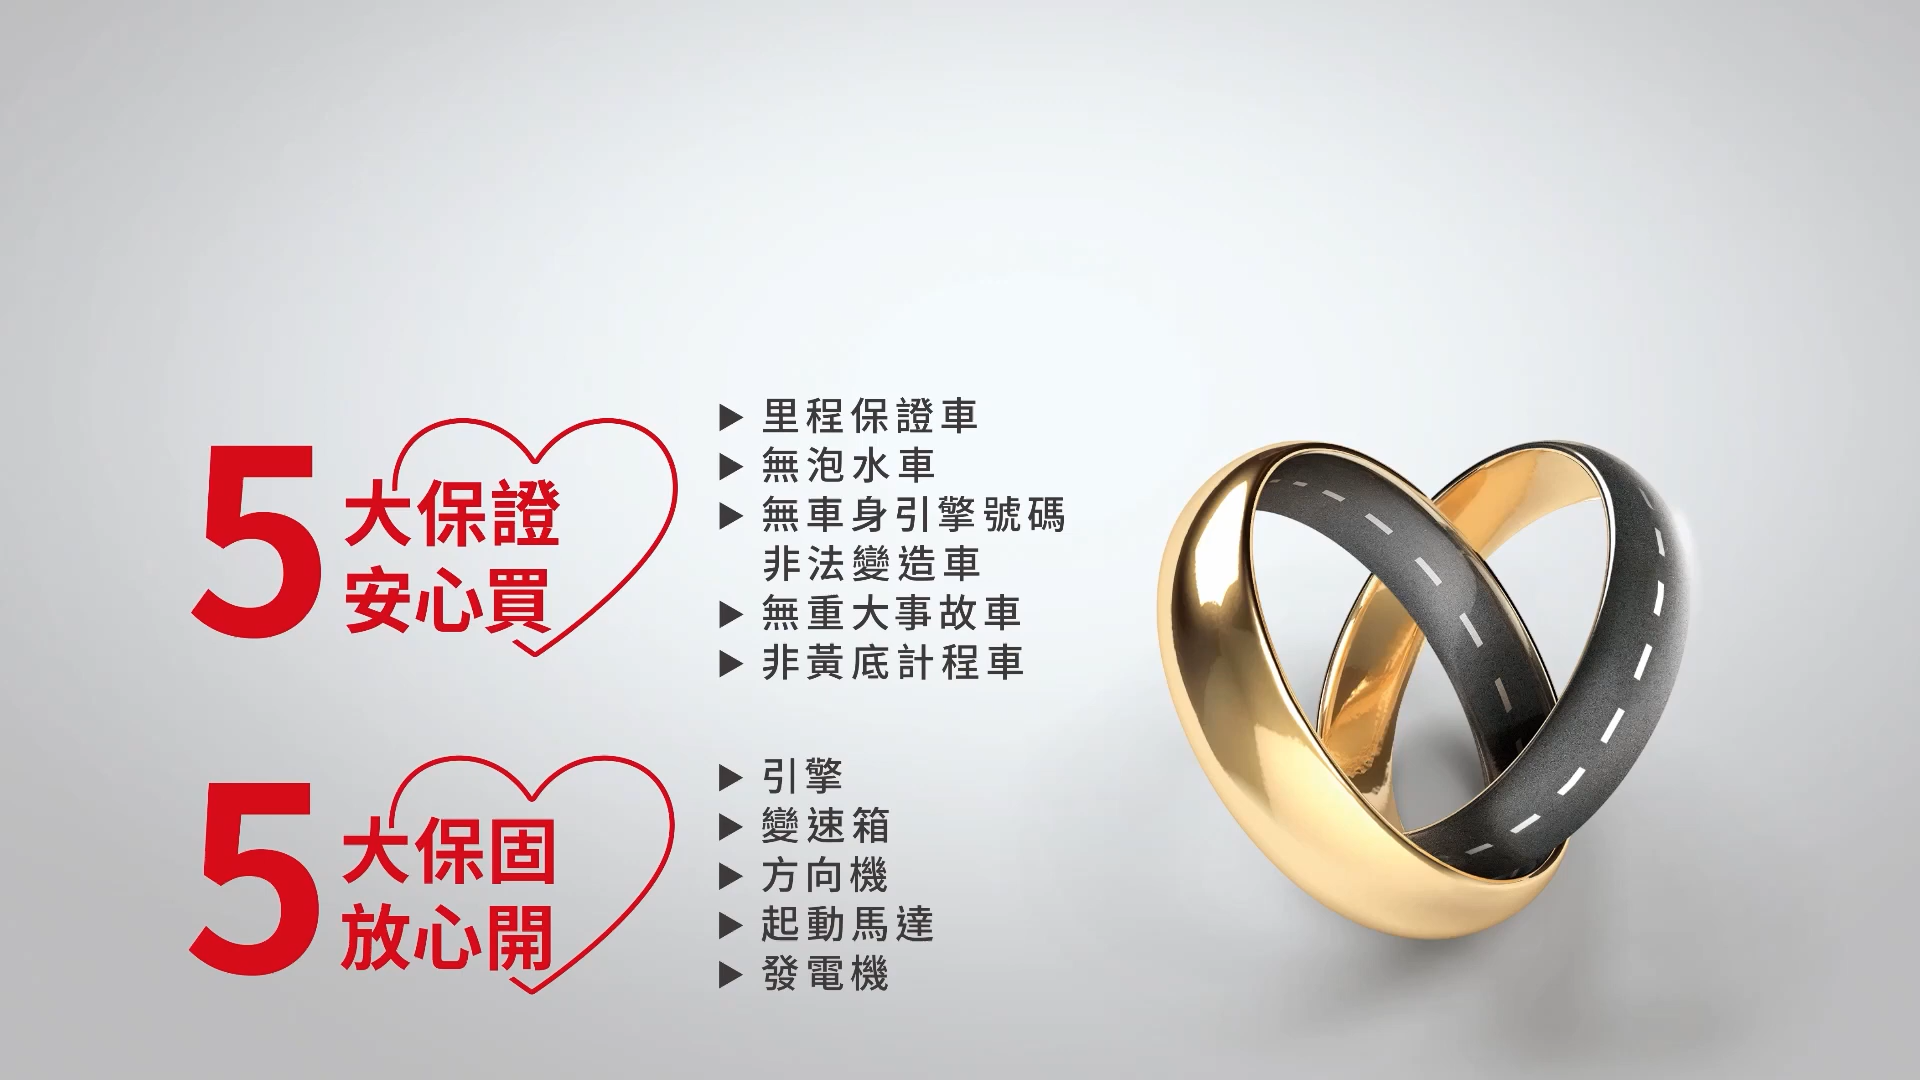 5
大保證
安心買
▶ 里程保證車
▶ 無泡水車
▶ 無車身引擎號碼
非法變造車
▶ 無重大事故車
▶ 非黃底計程車
5
大保固
放心開
▶ 引擎
▶ 變速箱
▶ 方向機
▶ 起動馬達
▶ 發電機